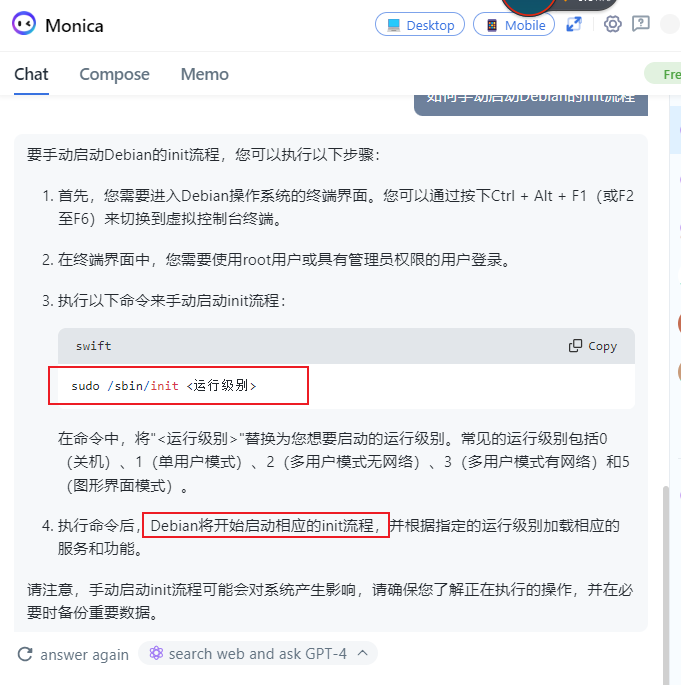 Monica
Desktop
Mobile
Chat
Compose
Memo
Fre
如何手动启动Debian的init流程
要手动启动Debian的init流程，您可以执行以下步骤：
1. 首先，您需要进入Debian操作系统的终端界面。您可以通过按下Ctrl + Alt + F1（或F2
至F6）来切换到虚拟控制台终端。
2. 在终端界面中，您需要使用root用户或具有管理员权限的用户登录。
3. 执行以下命令来手动启动init流程：
swift
Copy
sudo /sbin/init <运行级别>
在命令中，将"<运行级别>"替换为您想要启动的运行级别。常见的运行级别包括0
（关机）、1（单用户模式）、2（多用户模式无网络）、3（多用户模式有网络）和5
（图形界面模式）。
4. 执行命令后，Debian将开始启动相应的init流程，并根据指定的运行级别加载相应的
服务和功能。
请注意，手动启动init流程可能会对系统产生影响，请确保您了解正在执行的操作，并在必
要时备份重要数据。
answer again
search web and ask GPT-4